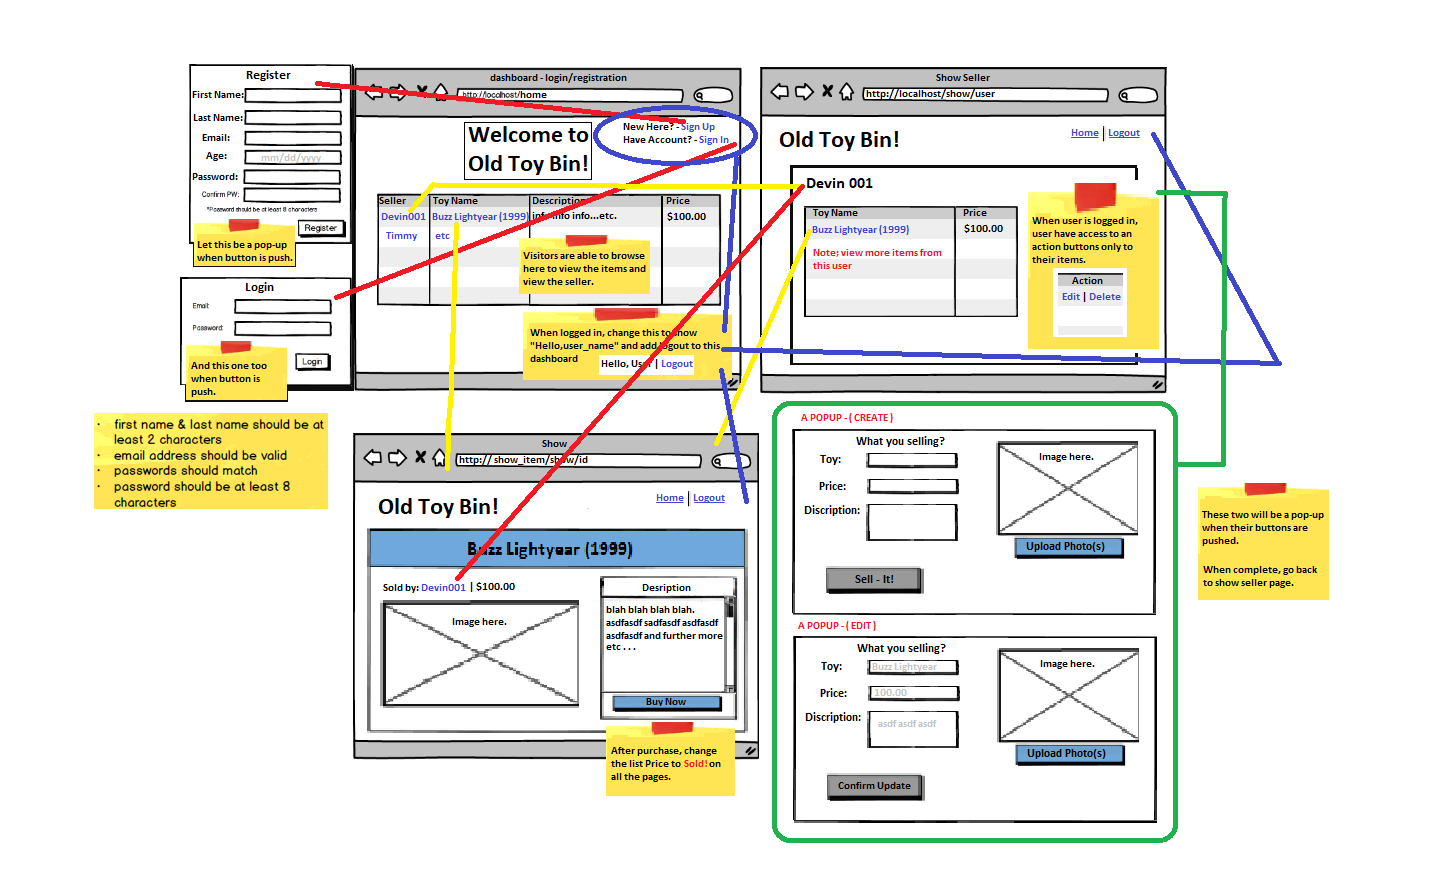 Register
First Name:
Last Name:
Email:
Age:
mm/dd/yyyy
Password:
Confirm PW:
*Password should be at least 8 characters
Register
Let this be a pop-up
when button is push.
Login
Email:
Password:
Login
And this one too
when button is
push.
· first name & last name should be at
least 2 characters
· email address should be valid
· passwords should match
· password should be at least 8
characters
dashboard - login/registration
http://localhost/home
Welcome to
Old Toy Bin!
New Here? - Sign Up
Have Account? - Sign In
Seller Toy Name Description Price
Devin001 Buzz Lightyear (1999) info info info...etc. $100.00
Timmy etc
Visitors are able to browse
here to view the items and
view the seller.
When logged in, change this to show
"Hello,user_name" and add logout to this
dashboard
Hello, User | Logout
Show Seller
http://localhost/show/user
Old Toy Bin!
Home | Logout
Devin 001
Toy Name Price
Buzz Lightyear (1999) $100.00
Note; view more items from
this user
When user is logged in,
user have access to an
action buttons only to
their items.
Action
Edit | Delete
Show
http:// show_item/show/id
Old Toy Bin!
Home | Logout
Buzz Lightyear (1999)
Sold by: Devin001 | $100.00
Image here.
Desription
blah blah blah blah.
asdfasdf sadfasdf asdfasdf
asdfasdf and further more
etc . . .
Buy Now
After purchase, change
the list Price to Sold! on
all the pages.
A POPUP - ( CREATE )
What you selling?
Toy:
Price:
Discription:
Image here.
Upload Photo(s)
Sell - It!
A POPUP - ( EDIT )
What you selling?
Toy: Buzz Lightyear
Price: 100.00
Discription: asdf asdf asdf
Image here.
Upload Photo(s)
Confirm Update
These two will be a pop-up
when their buttons are
pushed.
When complete, go back
to show seller page.